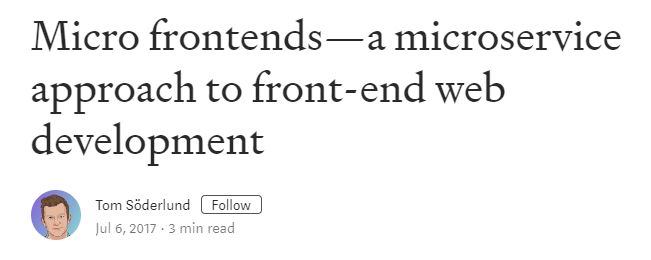 Micro frontends—a microservice
approach to front-end web
development
Tom Söderlund Follow
Jul 6, 2017 · 3 min read